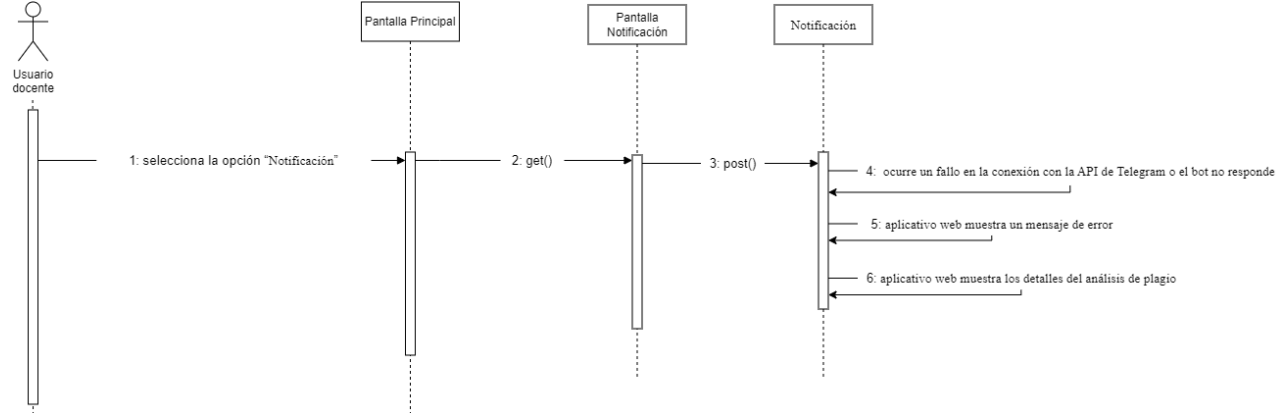 Usuario
docente
Pantalla Principal
Pantalla
Notificación
Notificación
1: selecciona la opción “Notificación”
2: get()
3: post()
4: ocurre un fallo en la conexión con la API de Telegram o el bot no responde
5: aplicativo web muestra un mensaje de error
6: aplicativo web muestra los detalles del análisis de plagio